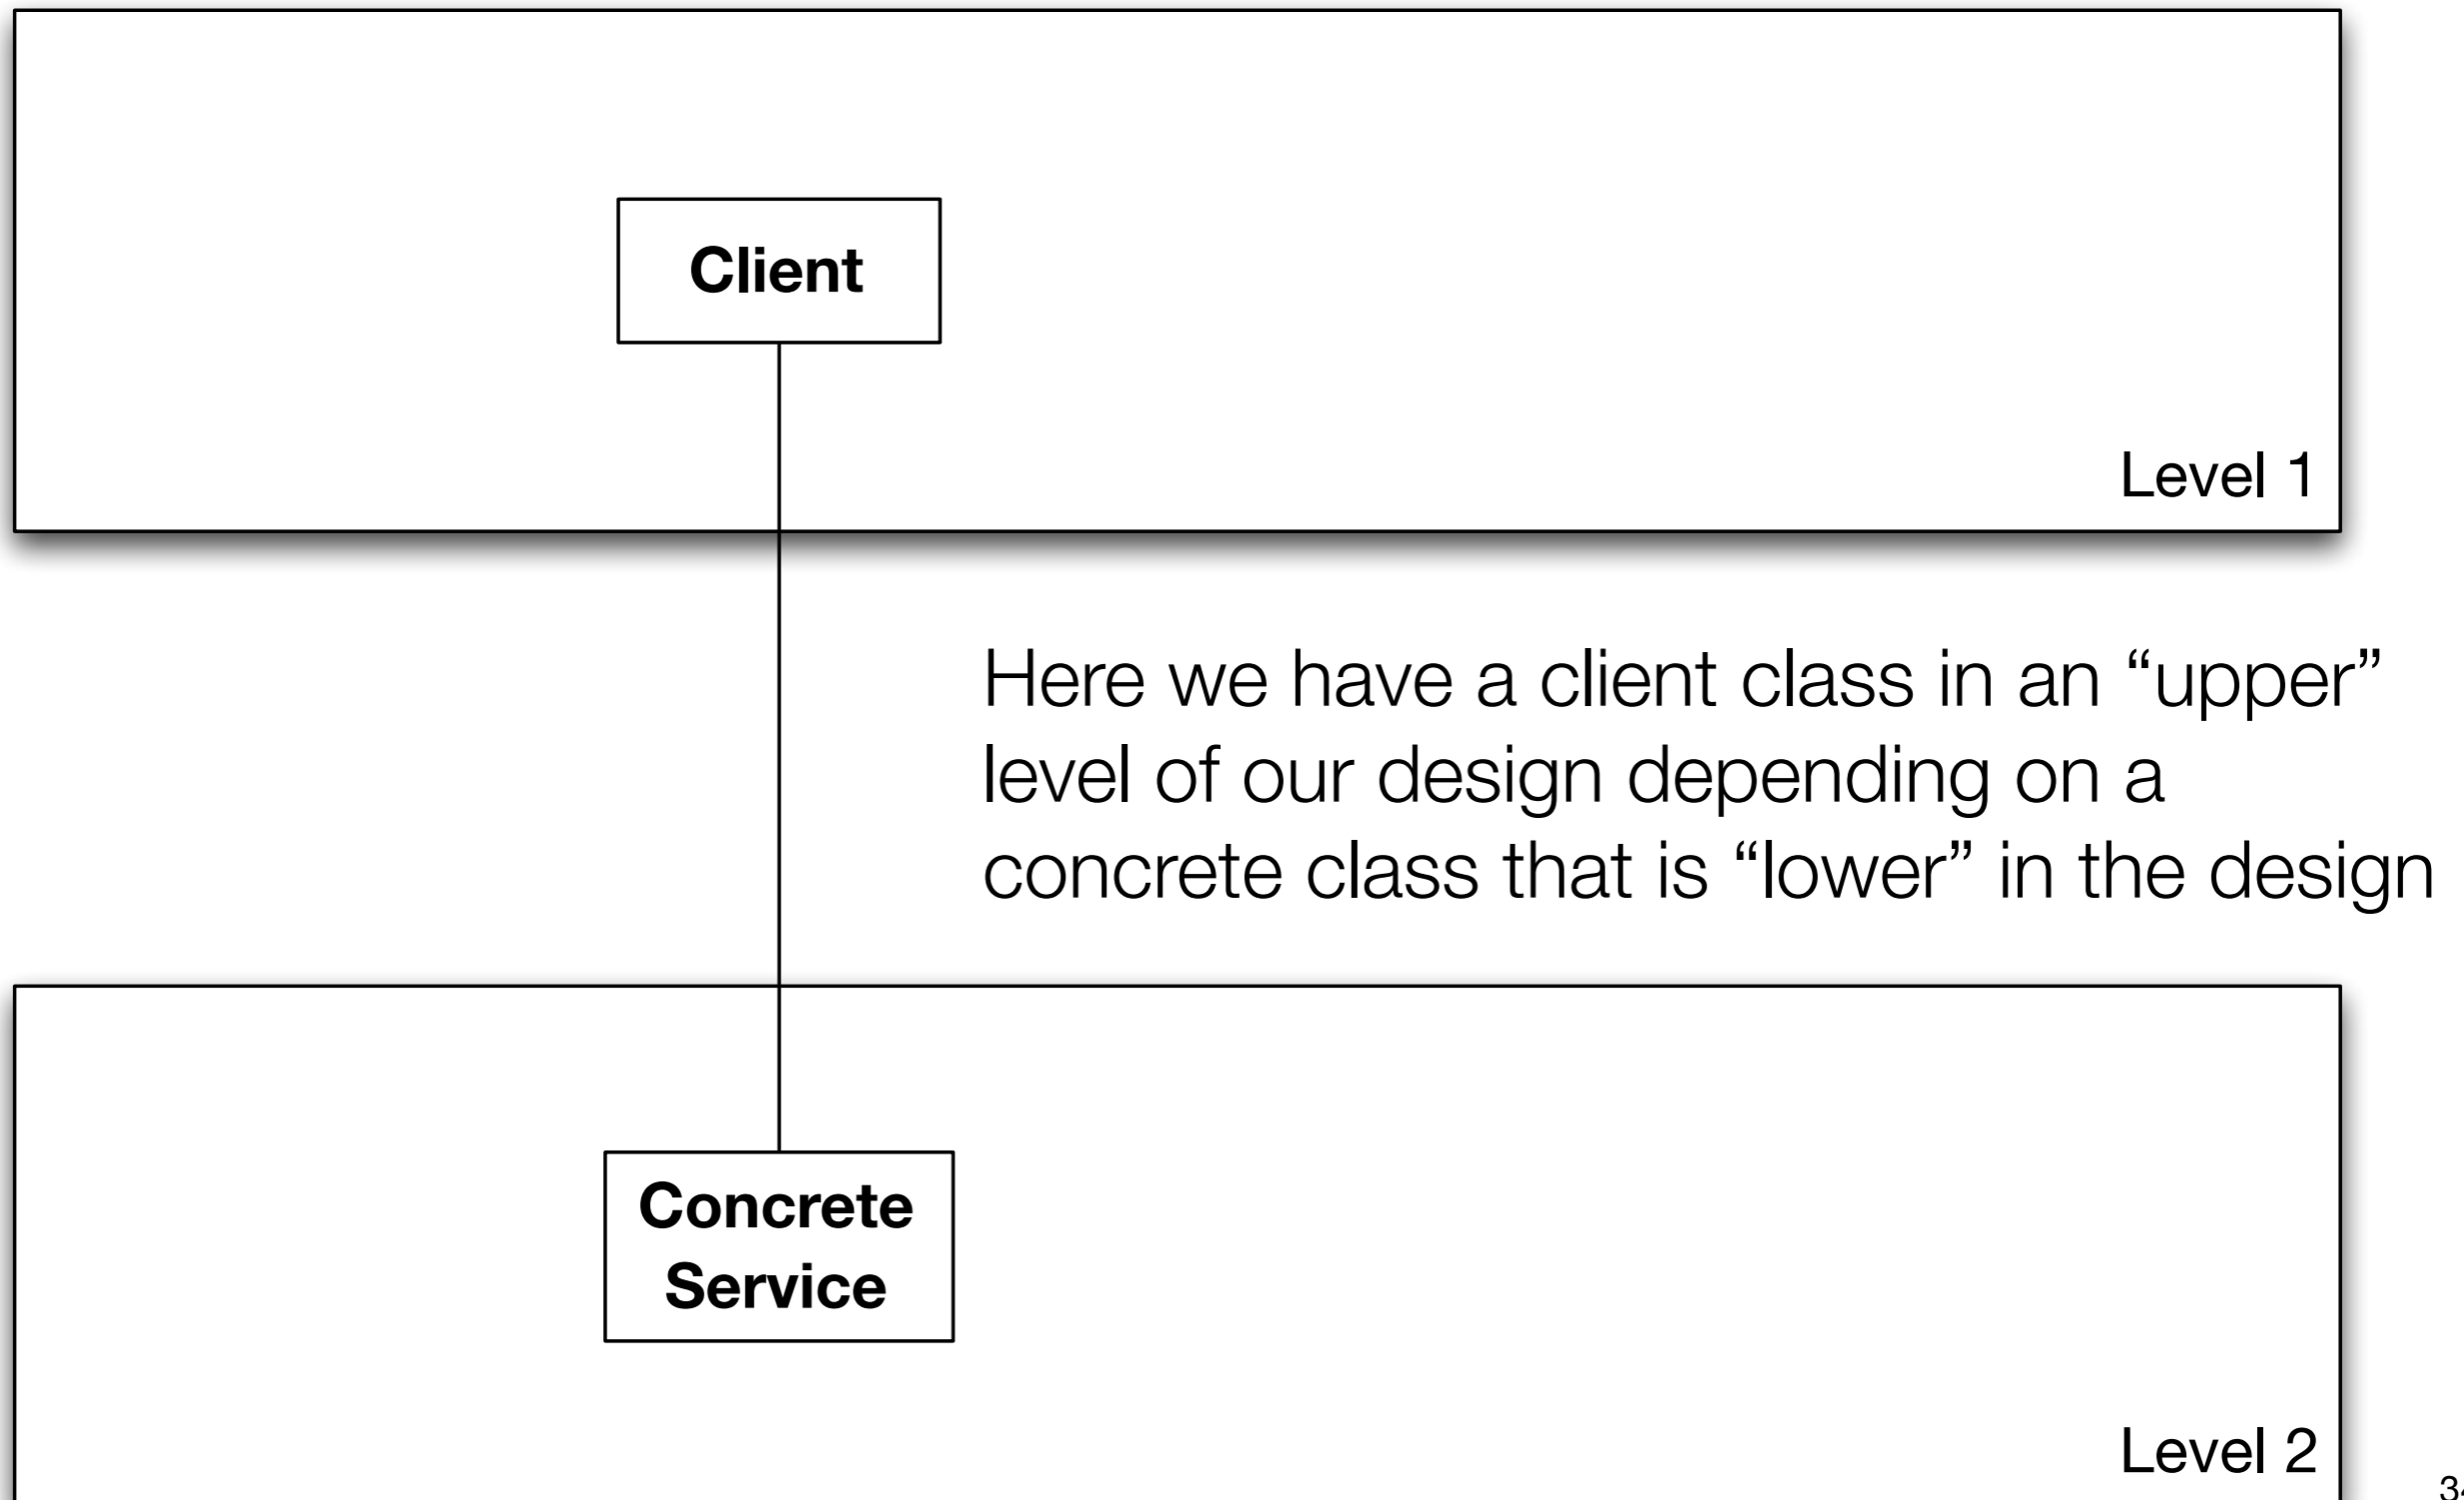 Client
Level 1
Here we have a client class in an “upper”
level of our design depending on a
concrete class that is “lower” in the design
Concrete
Service
Level 2